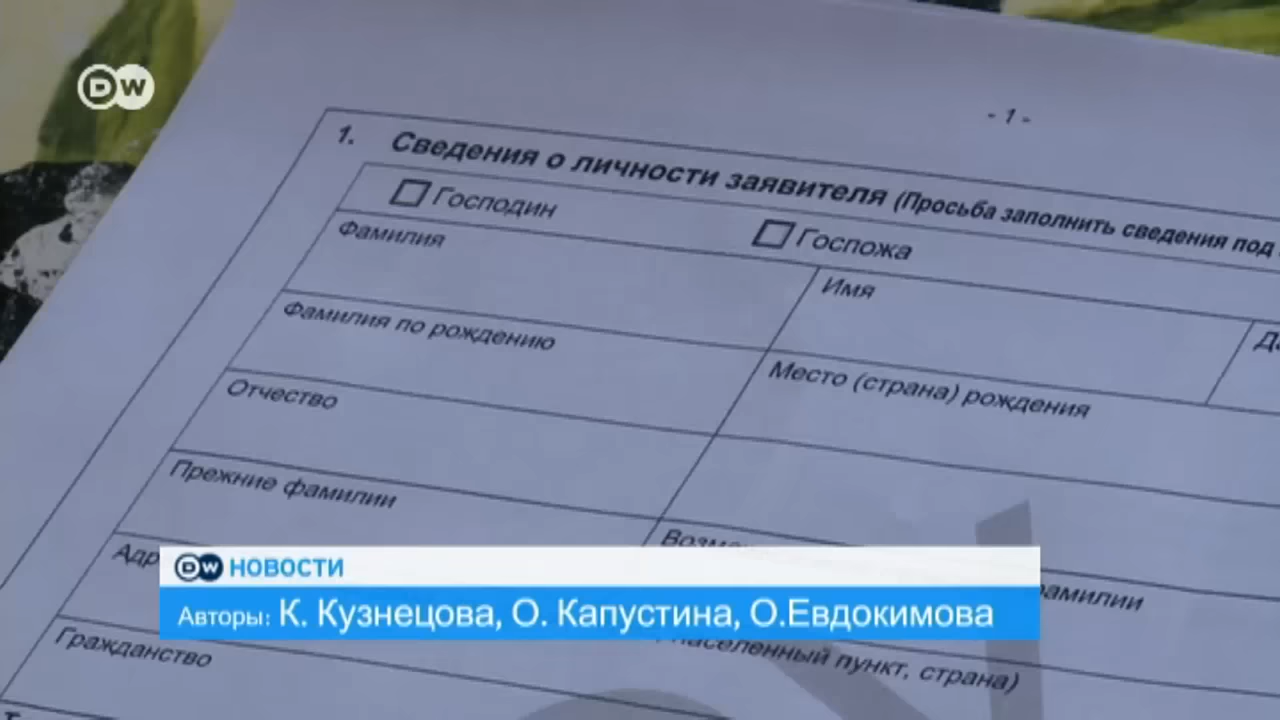 DW
- 1 -
1. Сведения о личности заявителя (Просьба заполнить сведения под
Господин
Госпожа
Фамилия
Имя
Фамилия по рождению
Место (страна) рождения
Отчество
Прежние фамилии
фамилии
населенный пункт, страна)
Гражданство
DW НОВОСТИ
Авторы: К. Кузнецова, О. Капустина, О.Евдокимова